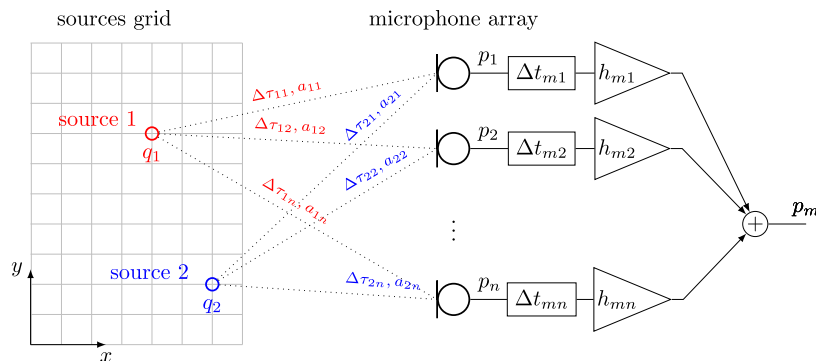 sources grid
microphone array
source 1
q₁
source 2
q₂
y
x
Δτ₁₁, a₁₁
Δτ₁₂, a₁₂
Δτ₁ₙ, a₁ₙ
Δτ₂₁, a₂₁
Δτ₂₂, a₂₂
Δτ₂ₙ, a₂ₙ
p₁ Δtₘ₁ hₘ₁
p₂ Δtₘ₂ hₘ₂
⋮
pₙ Δtₘₙ hₘₙ
+
pₘ